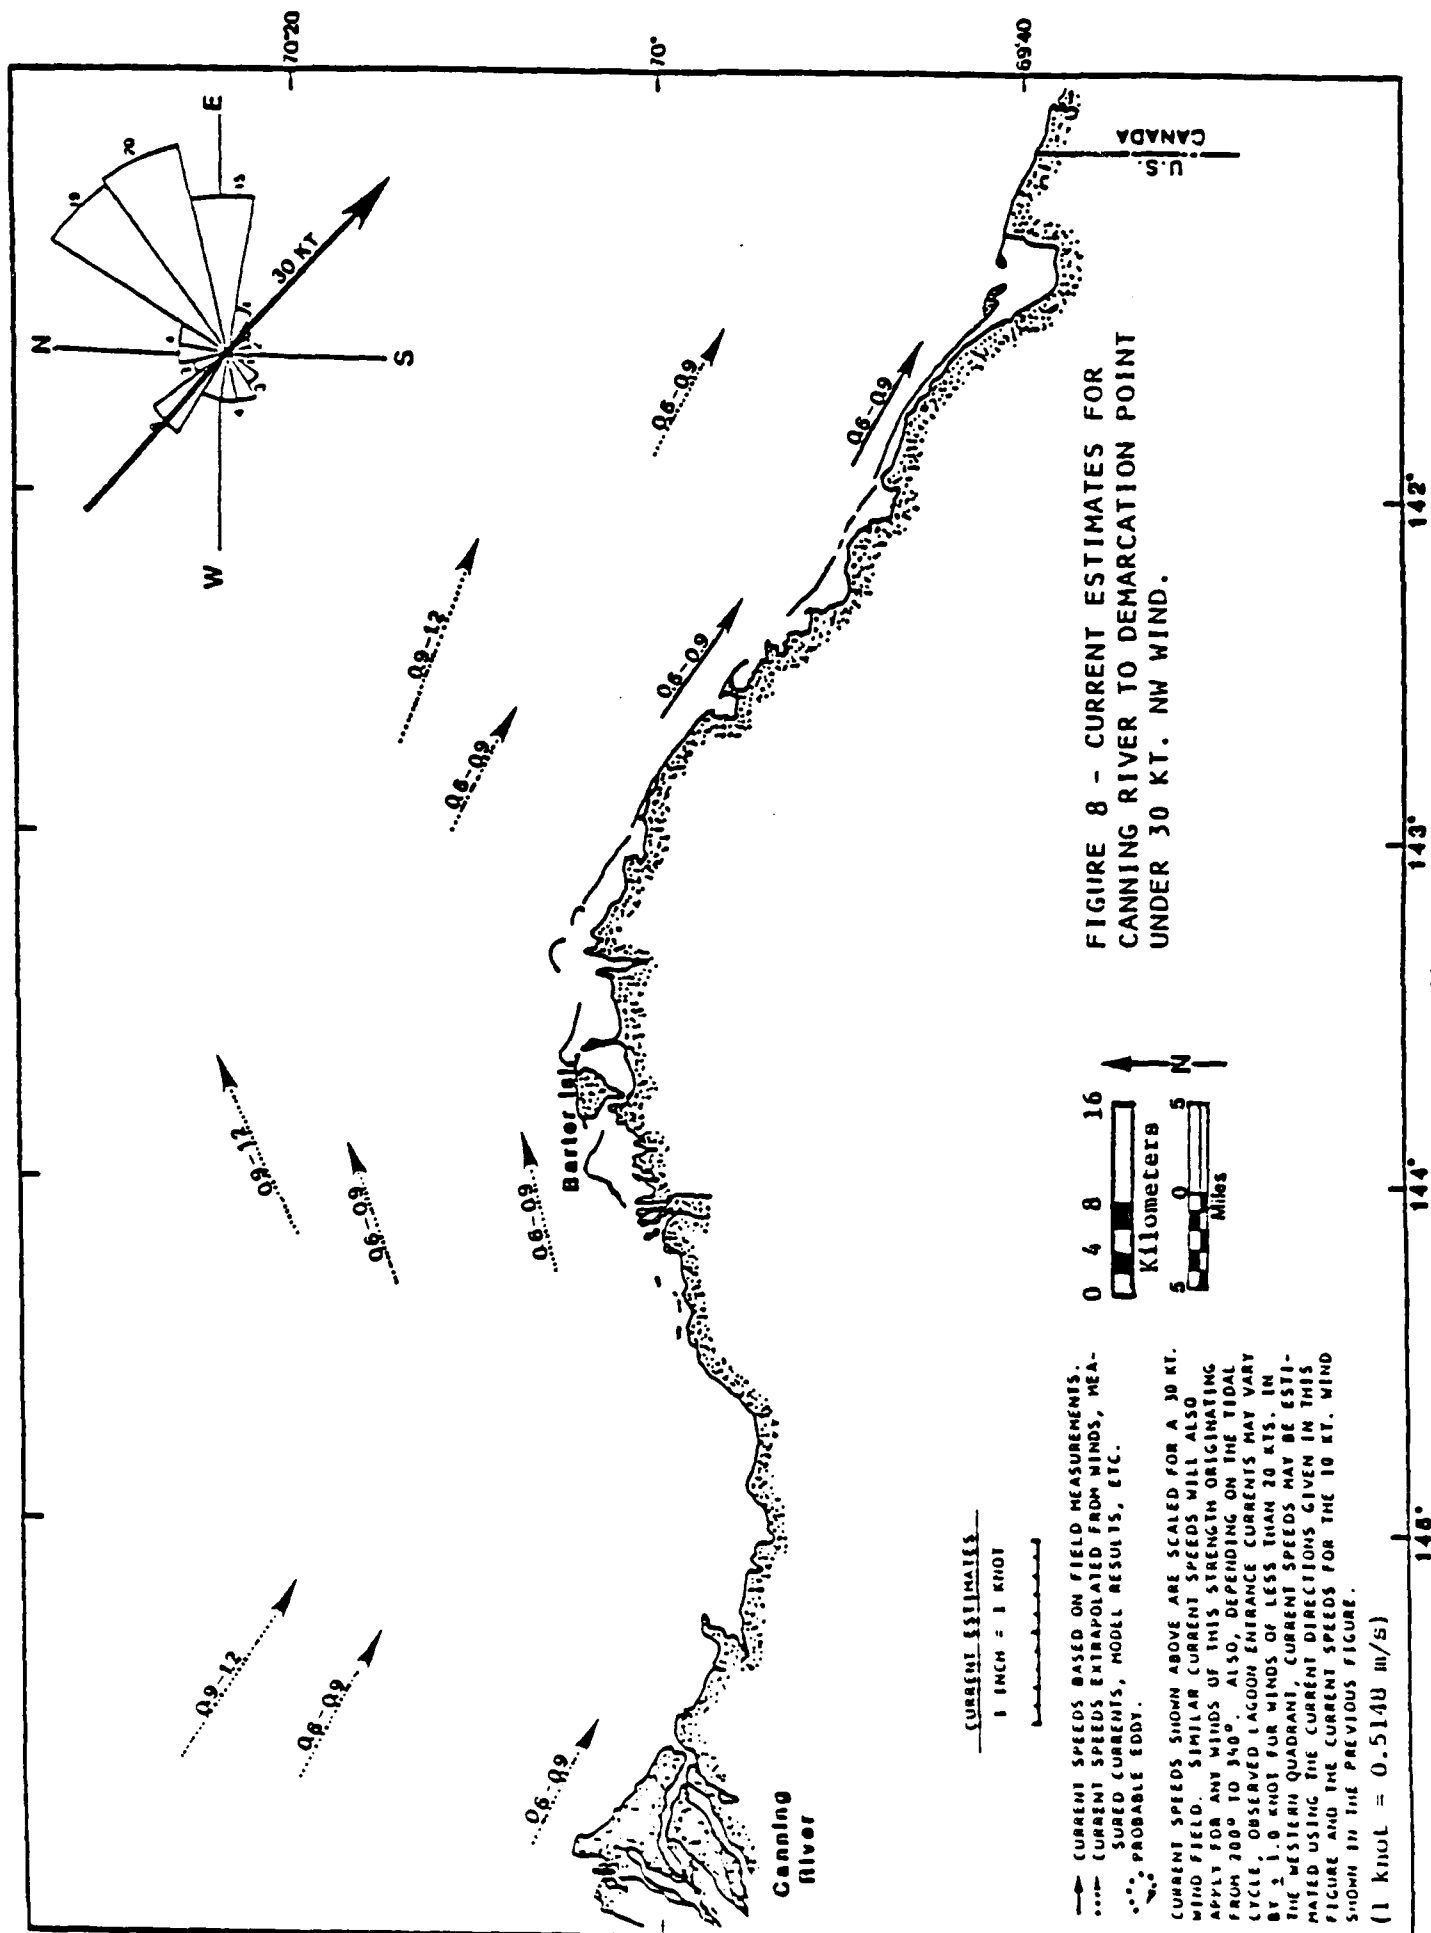 N
19
20
E
15
W
S
30 KT
4
3
3
4
70°20
70°
69°40
0.9-1.2
0.6-0.9
0.6-0.9
0.9-1.2
0.6-0.9
0.6-0.9
0.9-1.2
0.6-0.9
0.6-0.9
0.6-0.9
0.6-0.9
Barter Isl.
Canning
River
U.S.
CANADA
145°
144°
143°
142°
FIGURE 8 - CURRENT ESTIMATES FOR
CANNING RIVER TO DEMARCATION POINT
UNDER 30 KT. NW WIND.
0 4 8 16
Kilometers
5 0 5
Miles
N
CURRENT ESTIMATES
1 INCH = 1 KNOT
CURRENT SPEEDS BASED ON FIELD MEASUREMENTS.
CURRENT SPEEDS EXTRAPOLATED FROM WINDS, MEA-
SURED CURRENTS, MODEL RESULTS, ETC.
PROBABLE EDDY.
CURRENT SPEEDS SHOWN ABOVE ARE SCALED FOR A 30 KT.
WIND FIELD. SIMILAR CURRENT SPEEDS WILL ALSO
APPLY FOR ANY WINDS OF THIS STRENGTH ORIGINATING
FROM 200° TO 340°. ALSO, DEPENDING ON THE TIDAL
CYCLE, OBSERVED LAGOON ENTRANCE CURRENTS MAY VARY
BY ± 1.0 KNOT FOR WINDS OF LESS THAN 20 KTS. IN
THE WESTERN QUADRANT, CURRENT SPEEDS MAY BE ESTI-
MATED USING THE CURRENT DIRECTIONS GIVEN IN THIS
FIGURE AND THE CURRENT SPEEDS FOR THE 10 KT. WIND
SHOWN IN THE PREVIOUS FIGURE.
(1 knot = 0.5148 m/s)